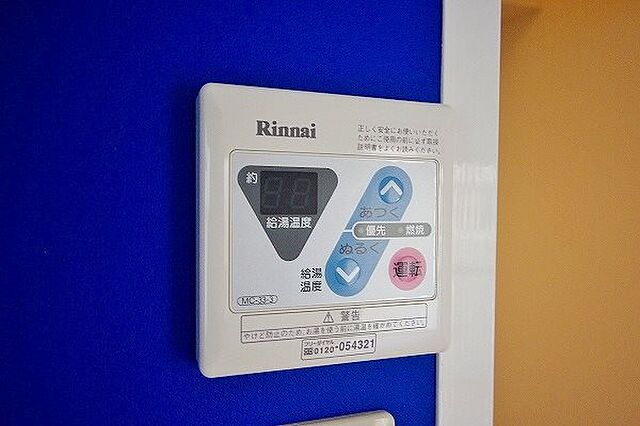 Rinnai
正しく安全にお使いいただく
ためにご使用の前に必ず取扱
説明書をよくお読みください。
約
給湯温度
あつく
優先 燃焼
ぬるく
給湯
温度
運転
MC-33-3
警告
やけど防止のため、お湯を使う前に湯温を確かめてください。
フリーダイヤル
0120-054321